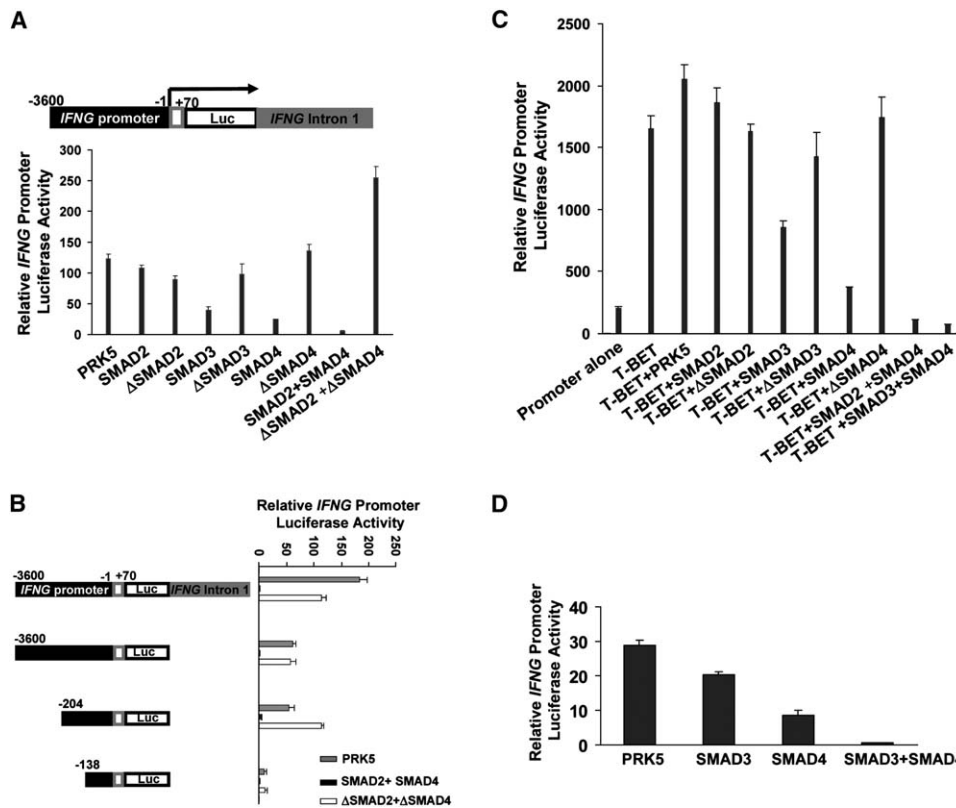 A
-3600
-1
+70
IFNG promoter
Luc
IFNG Intron 1
Relative IFNG Promoter
Luciferase Activity
300
250
200
150
100
50
0
PRK5
SMAD2
ΔSMAD2
SMAD3
ΔSMAD3
SMAD4
ΔSMAD4
SMAD2+SMAD4
ΔSMAD2 +ΔSMAD4
C
Relative IFNG Promoter
Luciferase Activity
2500
2000
1500
1000
500
0
Promoter alone
T-BET
T-BET+PRK5
T-BET+SMAD2
T-BET+ΔSMAD2
T-BET+SMAD3
T-BET+ΔSMAD3
T-BET+SMAD4
T-BET+ΔSMAD4
T-BET+SMAD2 +SMAD4
T-BET +SMAD3+SMAD4
B
Relative IFNG Promoter
Luciferase Activity
0
50
100
150
200
250
-3600
-1
+70
IFNG promoter
Luc
IFNG Intron 1
-3600
Luc
-204
Luc
-138
Luc
PRK5
SMAD2+ SMAD4
ΔSMAD2+ΔSMAD4
D
Relative IFNG Promoter
Luciferase Activity
40
30
20
10
0
PRK5
SMAD3
SMAD4
SMAD3+SMAD4